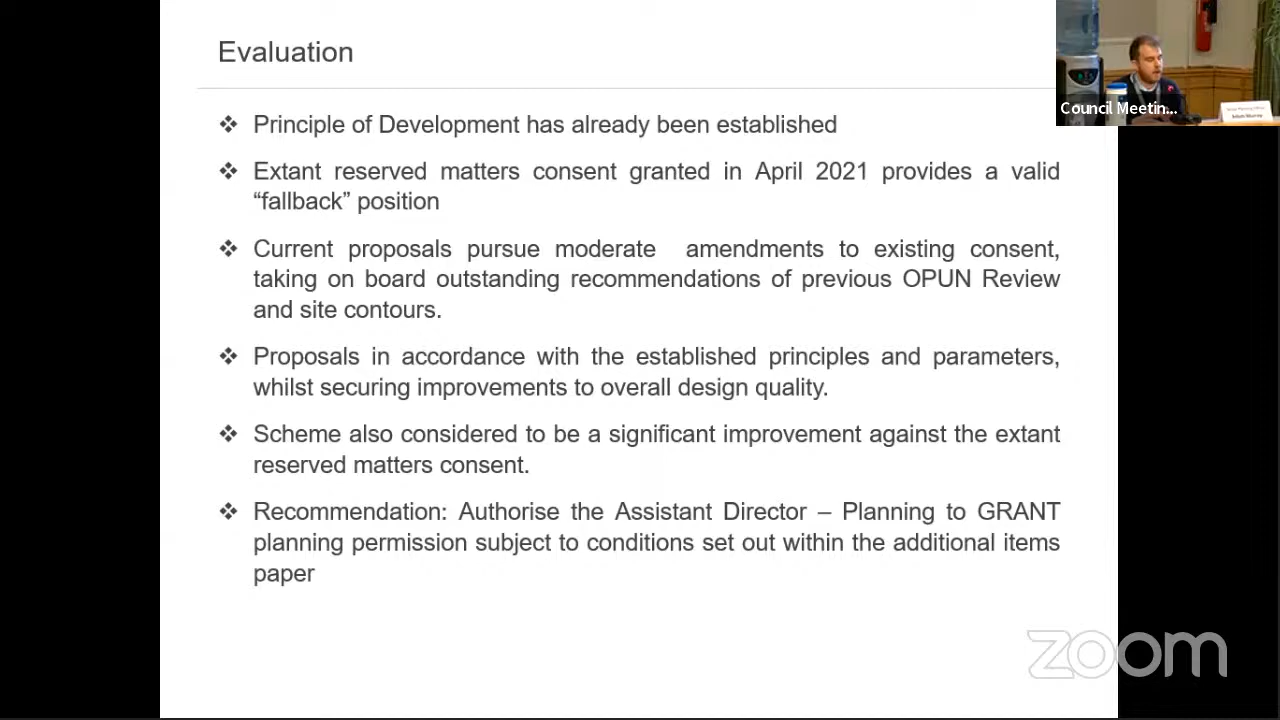 Evaluation
Council Meetin...
❖ Principle of Development has already been established
❖ Extant reserved matters consent granted in April 2021 provides a valid
“fallback” position
❖ Current proposals pursue moderate amendments to existing consent,
taking on board outstanding recommendations of previous OPUN Review
and site contours.
❖ Proposals in accordance with the established principles and parameters,
whilst securing improvements to overall design quality.
❖ Scheme also considered to be a significant improvement against the extant
reserved matters consent.
❖ Recommendation: Authorise the Assistant Director – Planning to GRANT
planning permission subject to conditions set out within the additional items
paper
zoom